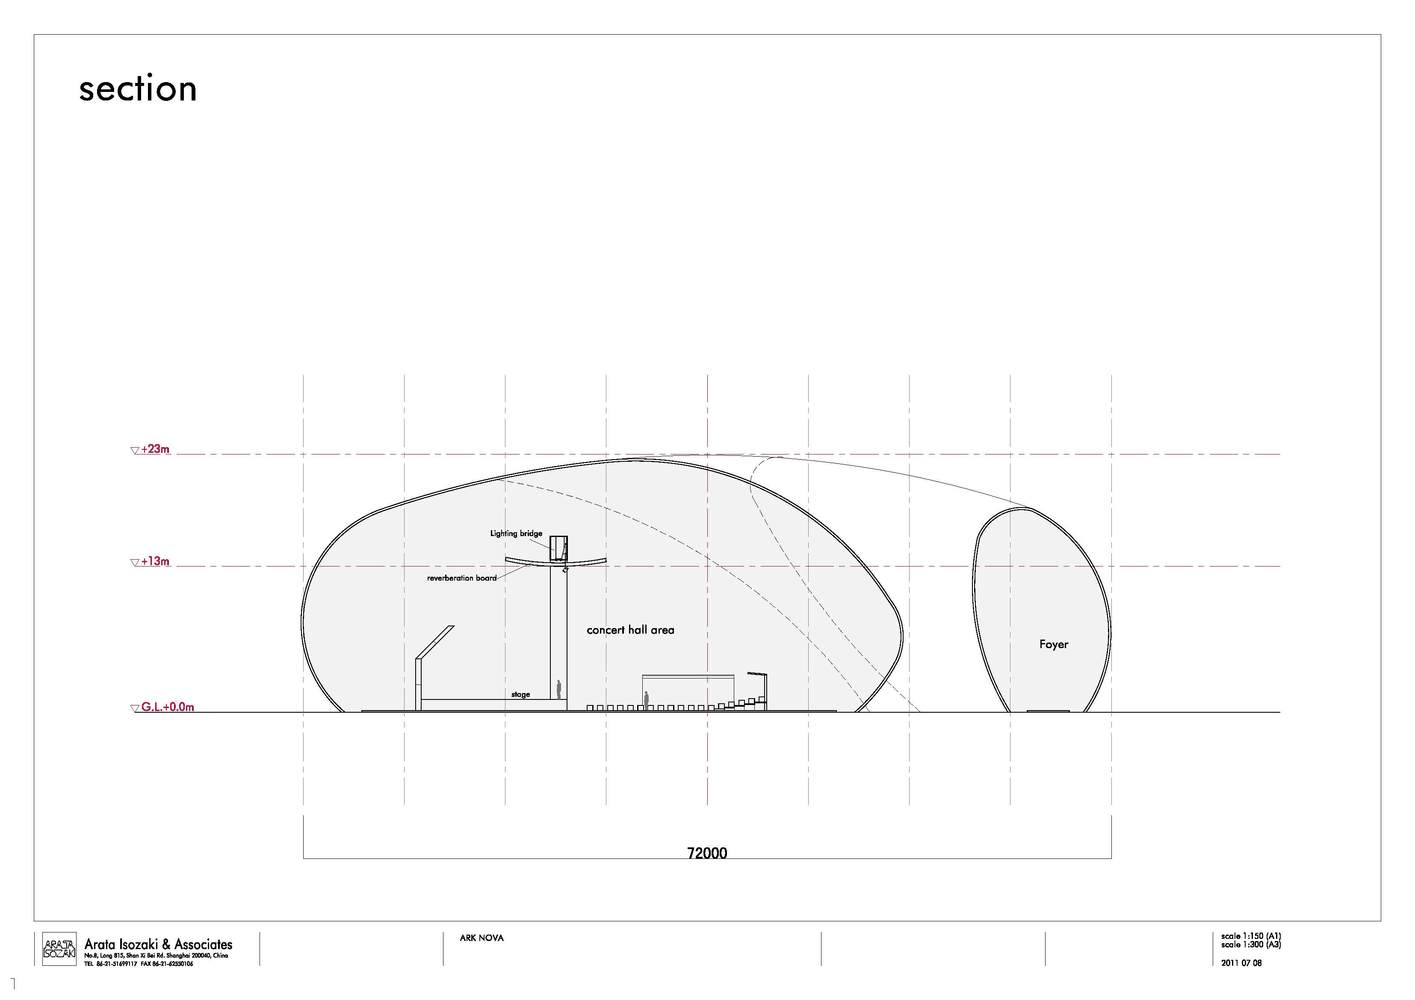 section
+23m
Lighting bridge
+13m
reverberation board
concert hall area
Foyer
stage
G.L.+0.0m
72000
ARATA
ISOZAKI
Arata Isozaki & Associates
No.8, Long 815, Shan Xi Bei Rd. Shanghai 200040, China
TEL 86-21-51699117 FAX 86-21-62550106
ARK NOVA
scale 1:150 (A1)
scale 1:300 (A3)
2011 07 08